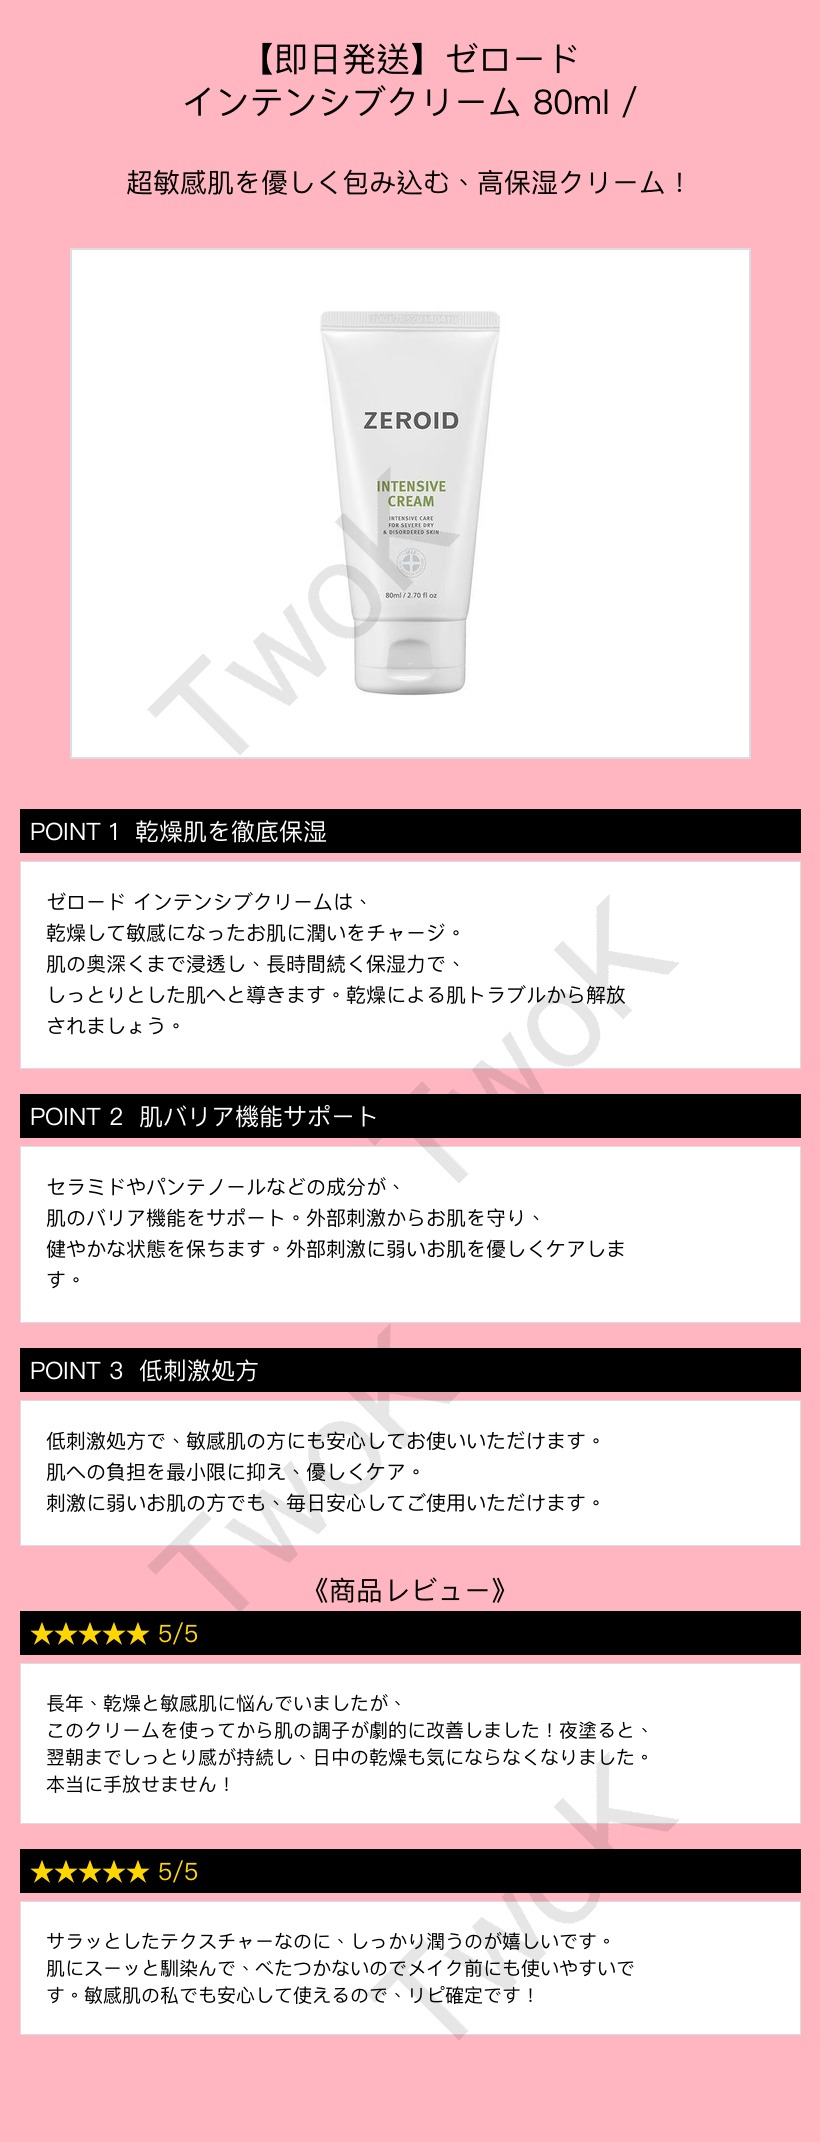 【即日発送】ゼロード
インテンシブクリーム 80ml /
超敏感肌を優しく包み込む、高保湿クリーム！
ZEROID
INTENSIVE
CREAM
INTENSIVE CARE
FOR SEVERE DRY
& DISORDERED SKIN
80ml / 2.70 fl oz
TwoK
POINT 1 乾燥肌を徹底保湿
ゼロード インテンシブクリームは、
乾燥して敏感になったお肌に潤いをチャージ。
肌の奥深くまで浸透し、長時間続く保湿力で、
しっとりとした肌へと導きます。乾燥による肌トラブルから解放
されましょう。
TwoK
POINT 2 肌バリア機能サポート
セラミドやパンテノールなどの成分が、
肌のバリア機能をサポート。外部刺激からお肌を守り、
健やかな状態を保ちます。外部刺激に弱いお肌を優しくケアしま
す。
POINT 3 低刺激処方
低刺激処方で、敏感肌の方にも安心してお使いいただけます。
肌への負担を最小限に抑え、優しくケア。
刺激に弱いお肌の方でも、毎日安心してご使用いただけます。
TwoK
《商品レビュー》
★★★★★ 5/5
長年、乾燥と敏感肌に悩んでいましたが、
このクリームを使ってから肌の調子が劇的に改善しました！夜塗ると、
翌朝までしっとり感が持続し、日中の乾燥も気にならなくなりました。
本当に手放せません！
★★★★★ 5/5
サラッとしたテクスチャーなのに、しっかり潤うのが嬉しいです。
肌にスーッと馴染んで、べたつかないのでメイク前にも使いやすいで
す。敏感肌の私でも安心して使えるので、リピ確定です！
TwoK